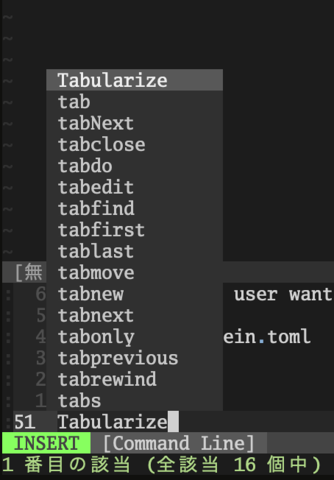 ~
~
~
Tabularize
tab
tabNext
tabclose
tabdo
tabedit
tabfind
tabfirst
tablast
[無 tabmove
6 tabnew user want
5 tabnext
4 tabonly ein.toml
3 tabprevious
2 tabrewind
1 tabs
51 Tabularize
INSERT [Command Line]
1 番目の該当 (全該当 16 個中)